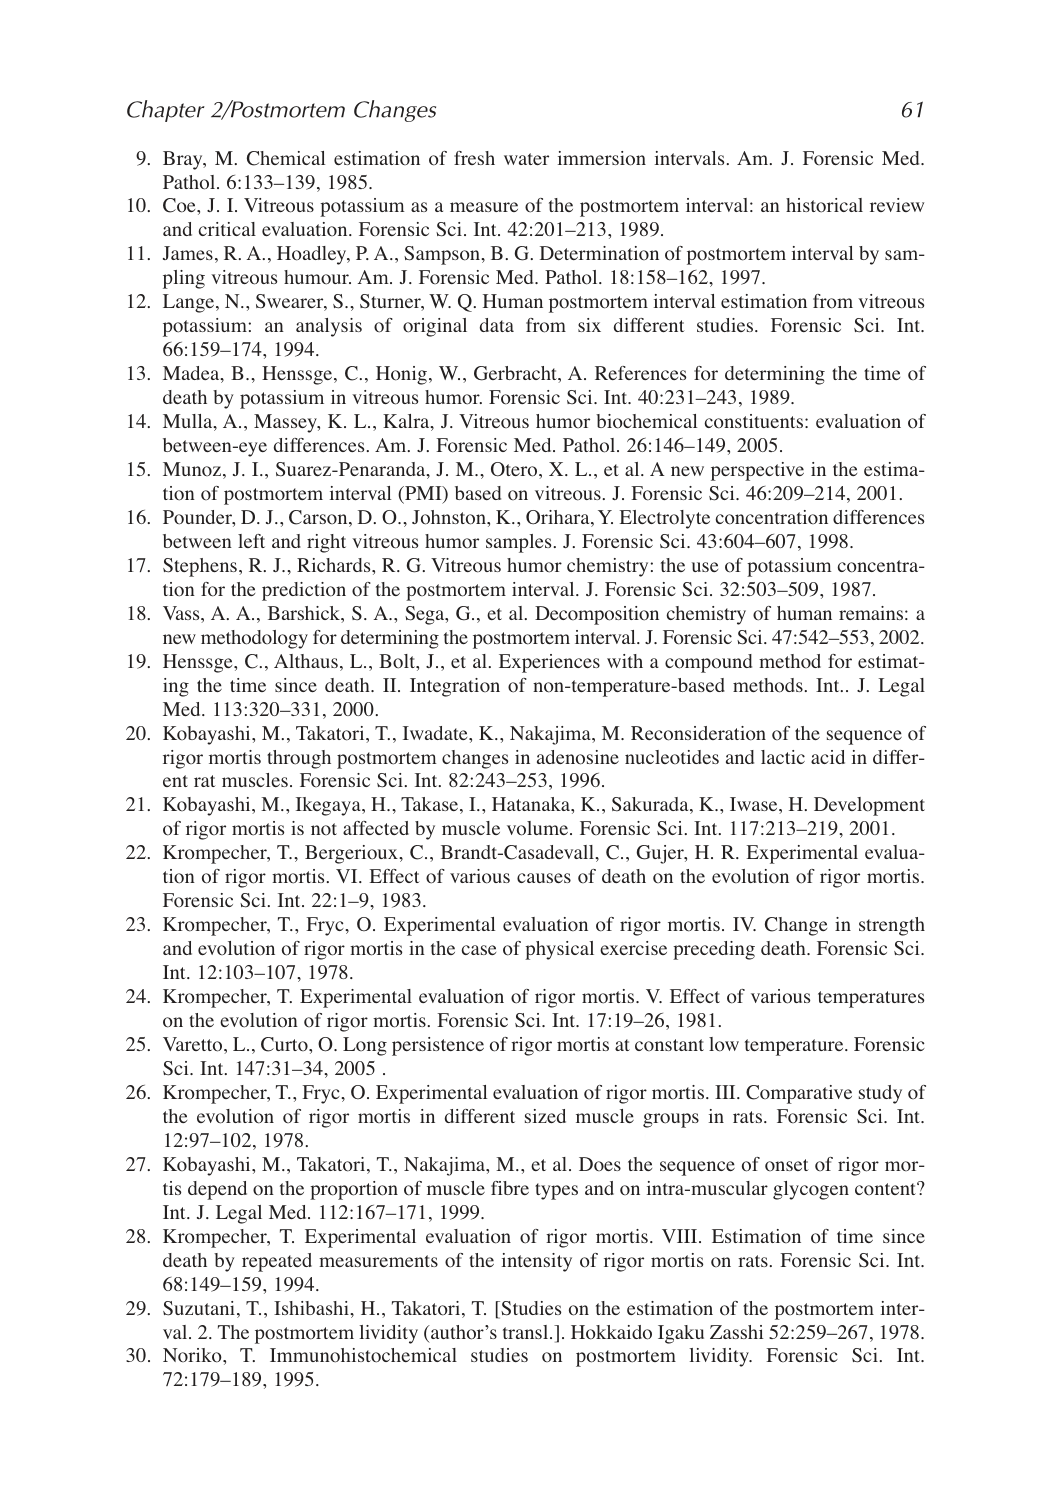 Chapter 2/Postmortem Changes 61
9. Bray, M. Chemical estimation of fresh water immersion intervals. Am. J. Forensic Med.
Pathol. 6:133–139, 1985.
10. Coe, J. I. Vitreous potassium as a measure of the postmortem interval: an historical review
and critical evaluation. Forensic Sci. Int. 42:201–213, 1989.
11. James, R. A., Hoadley, P. A., Sampson, B. G. Determination of postmortem interval by sam-
pling vitreous humour. Am. J. Forensic Med. Pathol. 18:158–162, 1997.
12. Lange, N., Swearer, S., Sturner, W. Q. Human postmortem interval estimation from vitreous
potassium: an analysis of original data from six different studies. Forensic Sci. Int.
66:159–174, 1994.
13. Madea, B., Henssge, C., Honig, W., Gerbracht, A. References for determining the time of
death by potassium in vitreous humor. Forensic Sci. Int. 40:231–243, 1989.
14. Mulla, A., Massey, K. L., Kalra, J. Vitreous humor biochemical constituents: evaluation of
between-eye differences. Am. J. Forensic Med. Pathol. 26:146–149, 2005.
15. Munoz, J. I., Suarez-Penaranda, J. M., Otero, X. L., et al. A new perspective in the estima-
tion of postmortem interval (PMI) based on vitreous. J. Forensic Sci. 46:209–214, 2001.
16. Pounder, D. J., Carson, D. O., Johnston, K., Orihara, Y. Electrolyte concentration differences
between left and right vitreous humor samples. J. Forensic Sci. 43:604–607, 1998.
17. Stephens, R. J., Richards, R. G. Vitreous humor chemistry: the use of potassium concentra-
tion for the prediction of the postmortem interval. J. Forensic Sci. 32:503–509, 1987.
18. Vass, A. A., Barshick, S. A., Sega, G., et al. Decomposition chemistry of human remains: a
new methodology for determining the postmortem interval. J. Forensic Sci. 47:542–553, 2002.
19. Henssge, C., Althaus, L., Bolt, J., et al. Experiences with a compound method for estimat-
ing the time since death. II. Integration of non-temperature-based methods. Int.. J. Legal
Med. 113:320–331, 2000.
20. Kobayashi, M., Takatori, T., Iwadate, K., Nakajima, M. Reconsideration of the sequence of
rigor mortis through postmortem changes in adenosine nucleotides and lactic acid in differ-
ent rat muscles. Forensic Sci. Int. 82:243–253, 1996.
21. Kobayashi, M., Ikegaya, H., Takase, I., Hatanaka, K., Sakurada, K., Iwase, H. Development
of rigor mortis is not affected by muscle volume. Forensic Sci. Int. 117:213–219, 2001.
22. Krompecher, T., Bergerioux, C., Brandt-Casadevall, C., Gujer, H. R. Experimental evalua-
tion of rigor mortis. VI. Effect of various causes of death on the evolution of rigor mortis.
Forensic Sci. Int. 22:1–9, 1983.
23. Krompecher, T., Fryc, O. Experimental evaluation of rigor mortis. IV. Change in strength
and evolution of rigor mortis in the case of physical exercise preceding death. Forensic Sci.
Int. 12:103–107, 1978.
24. Krompecher, T. Experimental evaluation of rigor mortis. V. Effect of various temperatures
on the evolution of rigor mortis. Forensic Sci. Int. 17:19–26, 1981.
25. Varetto, L., Curto, O. Long persistence of rigor mortis at constant low temperature. Forensic
Sci. Int. 147:31–34, 2005 .
26. Krompecher, T., Fryc, O. Experimental evaluation of rigor mortis. III. Comparative study of
the evolution of rigor mortis in different sized muscle groups in rats. Forensic Sci. Int.
12:97–102, 1978.
27. Kobayashi, M., Takatori, T., Nakajima, M., et al. Does the sequence of onset of rigor mor-
tis depend on the proportion of muscle fibre types and on intra-muscular glycogen content?
Int. J. Legal Med. 112:167–171, 1999.
28. Krompecher, T. Experimental evaluation of rigor mortis. VIII. Estimation of time since
death by repeated measurements of the intensity of rigor mortis on rats. Forensic Sci. Int.
68:149–159, 1994.
29. Suzutani, T., Ishibashi, H., Takatori, T. [Studies on the estimation of the postmortem inter-
val. 2. The postmortem lividity (author's transl.]. Hokkaido Igaku Zasshi 52:259–267, 1978.
30. Noriko, T. Immunohistochemical studies on postmortem lividity. Forensic Sci. Int.
72:179–189, 1995.